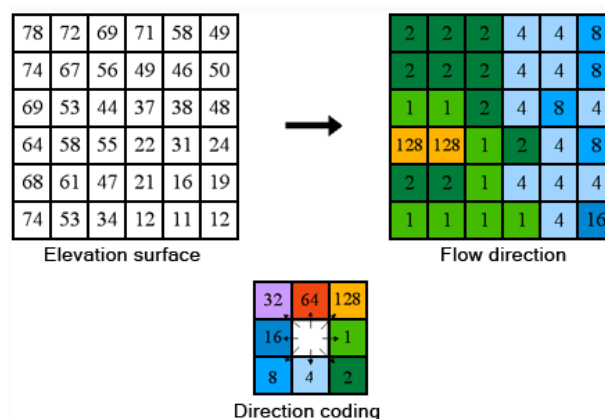 78 72 69 71 58 49
74 67 56 49 46 50
69 53 44 37 38 48
64 58 55 22 31 24
68 61 47 21 16 19
74 53 34 12 11 12
Elevation surface
2 2 2 4 4 8
2 2 2 4 4 8
1 1 2 4 8 4
128 128 1 2 4 8
2 2 1 4 4 4
1 1 1 1 4 16
Flow direction
32 64 128
16 1
8 4 2
Direction coding